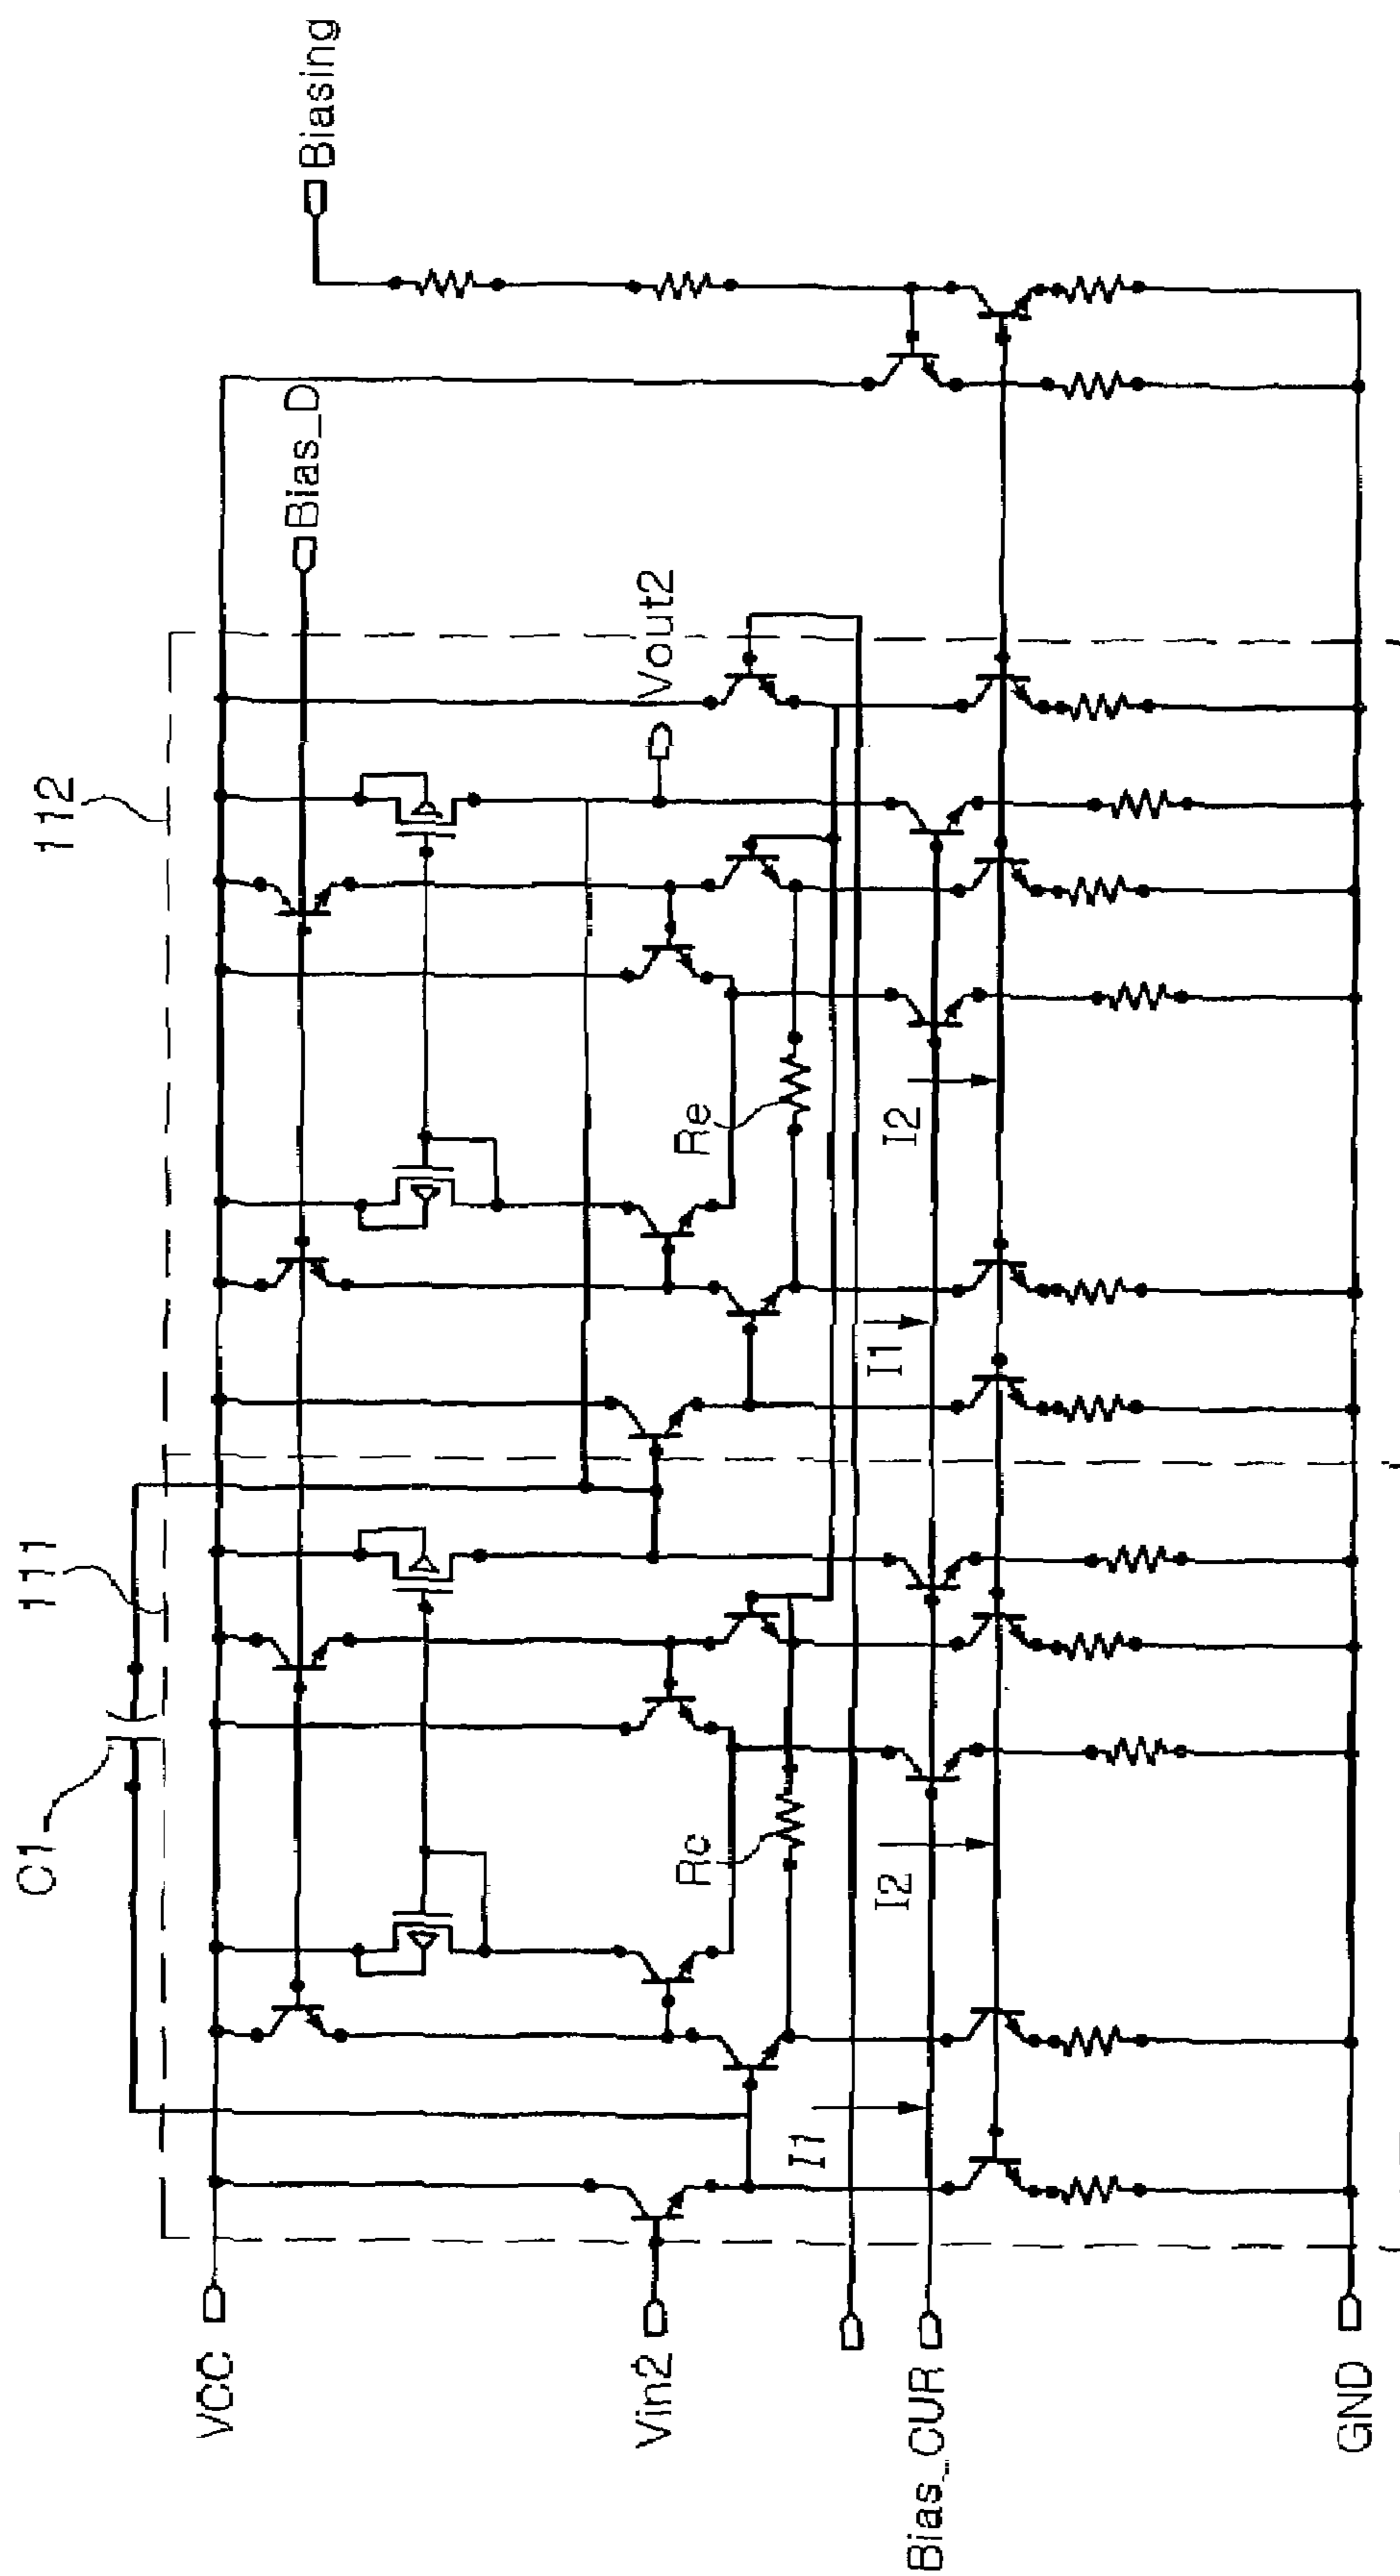 C1
111
112
Biasing
Bias_D
VCC
Vin2
Vout2
Rc
Re
I1
I2
I1
I2
Bias_CUR
GND